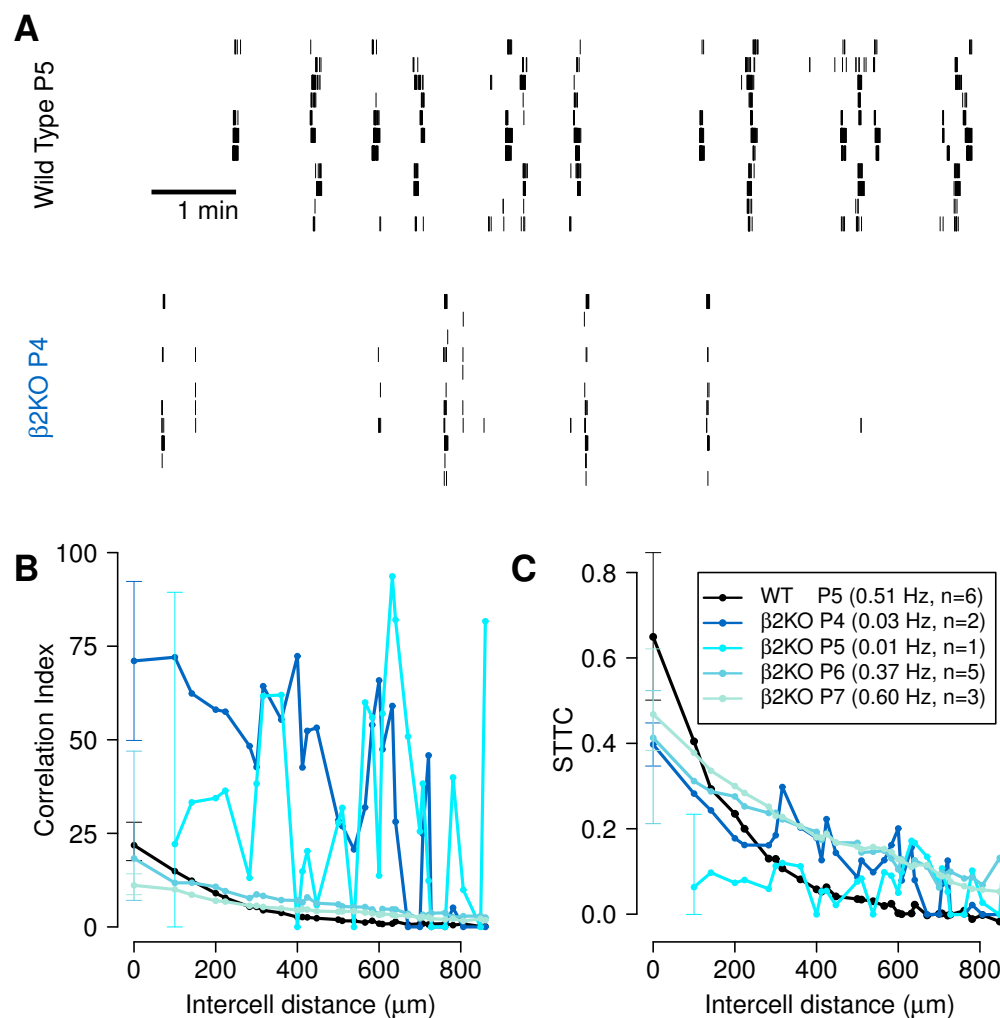 A
Wild Type P5
1 min
β2KO P4
B
Correlation Index
100
75
50
25
0
0 200 400 600 800
Intercell distance (μm)
C
STTC
0.8
0.6
0.4
0.2
0.0
WT P5 (0.51 Hz, n=6)
β2KO P4 (0.03 Hz, n=2)
β2KO P5 (0.01 Hz, n=1)
β2KO P6 (0.37 Hz, n=5)
β2KO P7 (0.60 Hz, n=3)
0 200 400 600 800
Intercell distance (μm)